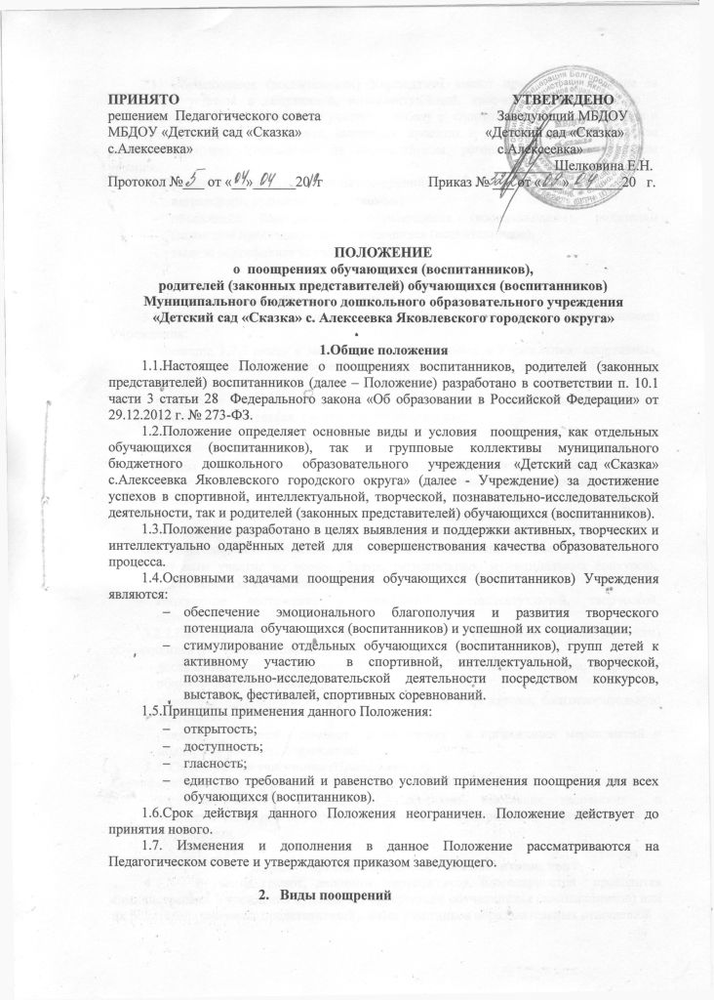 ПРИНЯТО
решением Педагогического совета
МБДОУ «Детский сад «Сказка»
с.Алексеевка»
Протокол № 5 от «04» 04 2019г
УТВЕРЖДЕНО
Заведующий МБДОУ
«Детский сад «Сказка»
с.Алексеевка»
Шелковина Е.Н.
Приказ № от « » 04 20 г.
ПОЛОЖЕНИЕ
о поощрениях обучающихся (воспитанников),
родителей (законных представителей) обучающихся (воспитанников)
Муниципального бюджетного дошкольного образовательного учреждения
«Детский сад «Сказка» с. Алексеевка Яковлевского городского округа»
1.Общие положения
1.1.Настоящее Положение о поощрениях воспитанников, родителей (законных
представителей) воспитанников (далее – Положение) разработано в соответствии п. 10.1
части 3 статьи 28 Федерального закона «Об образовании в Российской Федерации» от
29.12.2012 г. № 273-ФЗ.
1.2.Положение определяет основные виды и условия поощрения, как отдельных
обучающихся (воспитанников), так и групповые коллективы муниципального
бюджетного дошкольного образовательного учреждения «Детский сад «Сказка»
с.Алексеевка Яковлевского городского округа» (далее - Учреждение) за достижение
успехов в спортивной, интеллектуальной, творческой, познавательно-исследовательской
деятельности, так и родителей (законных представителей) обучающихся (воспитанников).
1.3.Положение разработано в целях выявления и поддержки активных, творческих и
интеллектуально одарённых детей для совершенствования качества образовательного
процесса.
1.4.Основными задачами поощрения обучающихся (воспитанников) Учреждения
являются:
– обеспечение эмоционального благополучия и развития творческого
потенциала обучающихся (воспитанников) и успешной их социализации;
– стимулирование отдельных обучающихся (воспитанников), групп детей к
активному участию в спортивной, интеллектуальной, творческой,
познавательно-исследовательской деятельности посредством конкурсов,
выставок, фестивалей, спортивных соревнований.
1.5.Принципы применения данного Положения:
– открытость;
– доступность;
– гласность;
– единство требований и равенство условий применения поощрения для всех
обучающихся (воспитанников).
1.6.Срок действия данного Положения неограничен. Положение действует до
принятия нового.
1.7. Изменения и дополнения в данное Положение рассматриваются на
Педагогическом совете и утверждаются приказом заведующего.
2. Виды поощрений